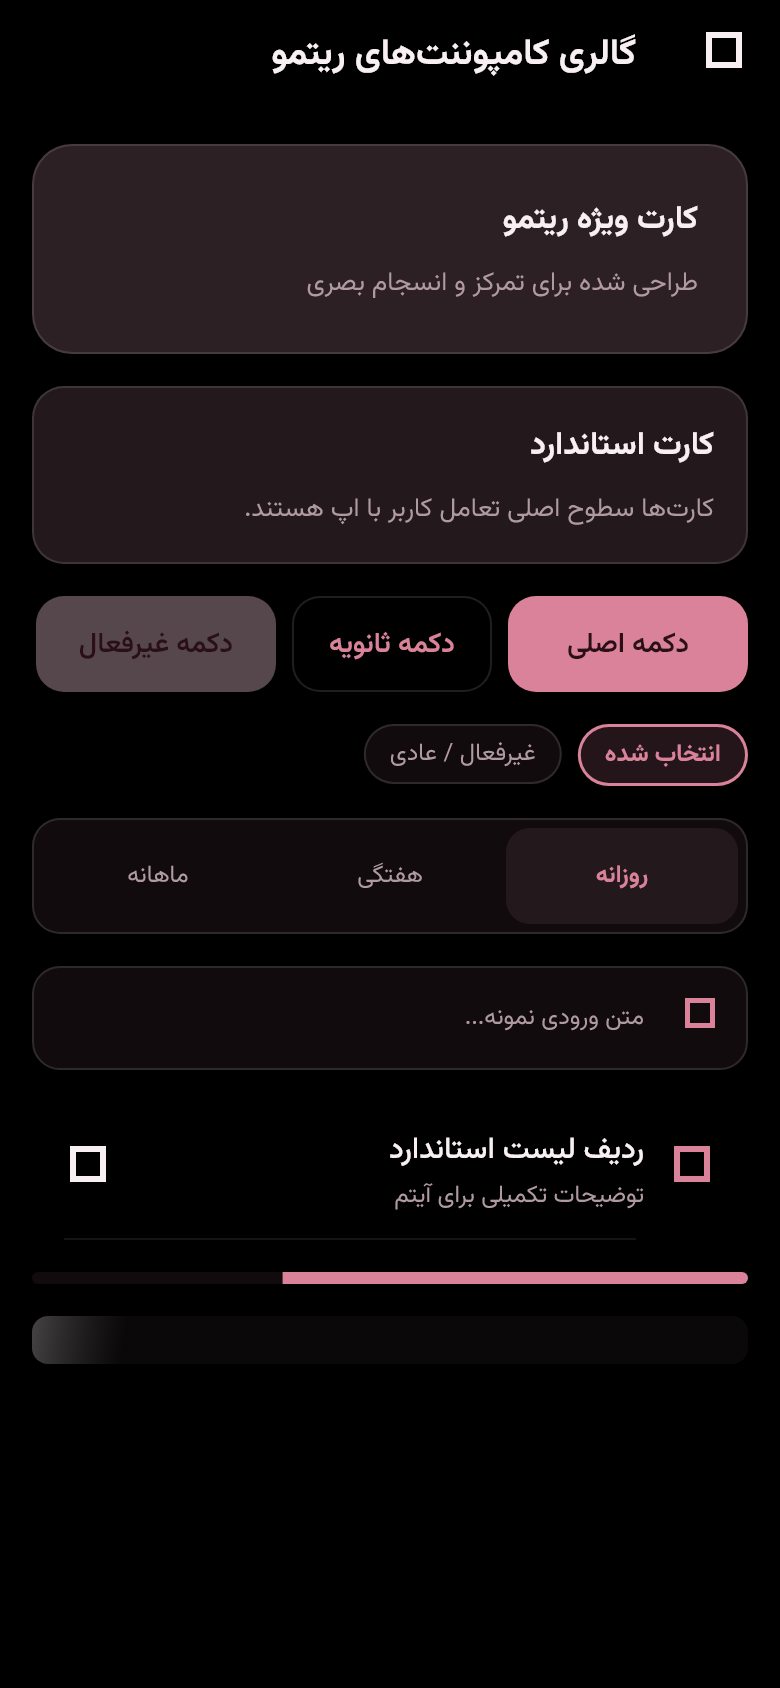 گالری کامپوننت‌های ریتمو
کارت ویژه ریتمو
طراحی شده برای تمرکز و انسجام بصری
کارت استاندارد
کارت‌ها سطوح اصلی تعامل کاربر با اپ هستند.
دکمه اصلی
دکمه ثانویه
دکمه غیرفعال
انتخاب شده
غیرفعال / عادی
روزانه
هفتگی
ماهانه
متن ورودی نمونه...
ردیف لیست استاندارد
توضیحات تکمیلی برای آیتم